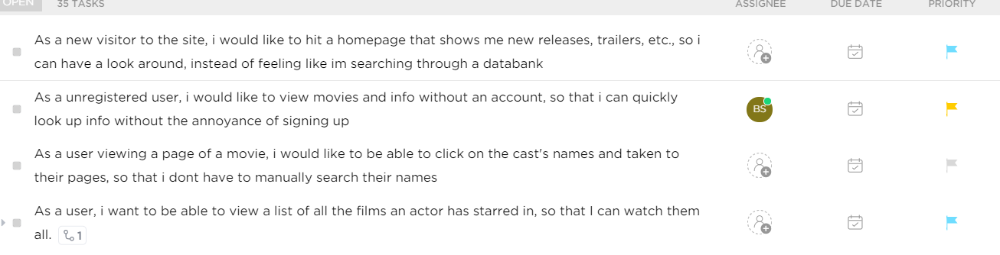 OPEN 35 TASKS ASSIGNEE DUE DATE PRIORITY
As a new visitor to the site, i would like to hit a homepage that shows me new releases, trailers, etc., so i
can have a look around, instead of feeling like im searching through a databank
As a unregistered user, i would like to view movies and info without an account, so that i can quickly
look up info without the annoyance of signing up
BS
As a user viewing a page of a movie, i would like to be able to click on the cast's names and taken to
their pages, so that i dont have to manually search their names
As a user, i want to be able to view a list of all the films an actor has starred in, so that I can watch them
all. 1